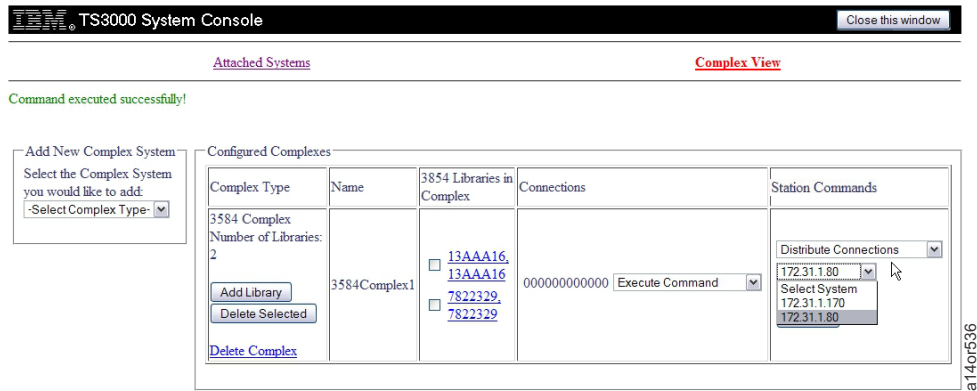 IBM® TS3000 System Console
Close this window
Attached Systems
Complex View
Command executed successfully!
Add New Complex System
Select the Complex System
you would like to add:
-Select Complex Type-
Configured Complexes
Complex Type
Name
3854 Libraries in
Complex
Connections
Station Commands
3584 Complex
Number of Libraries:
2
Add Library
Delete Selected
Delete Complex
3584Complex1
13AAA16,
13AAA16
7822329,
7822329
000000000000
Execute Command
Distribute Connections
172.31.1.80
Select System
172.31.1.170
172.31.1.80
a14or536